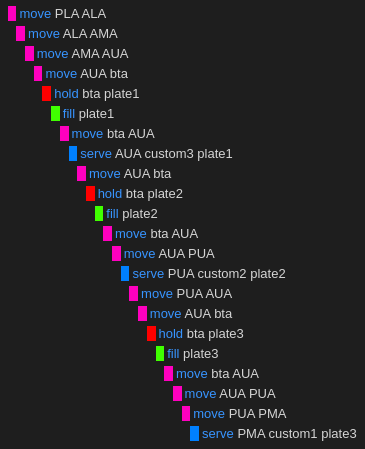 move PLA ALA
move ALA AMA
move AMA AUA
move AUA bta
hold bta plate1
fill plate1
move bta AUA
serve AUA custom3 plate1
move AUA bta
hold bta plate2
fill plate2
move bta AUA
move AUA PUA
serve PUA custom2 plate2
move PUA AUA
move AUA bta
hold bta plate3
fill plate3
move bta AUA
move AUA PUA
move PUA PMA
serve PMA custom1 plate3